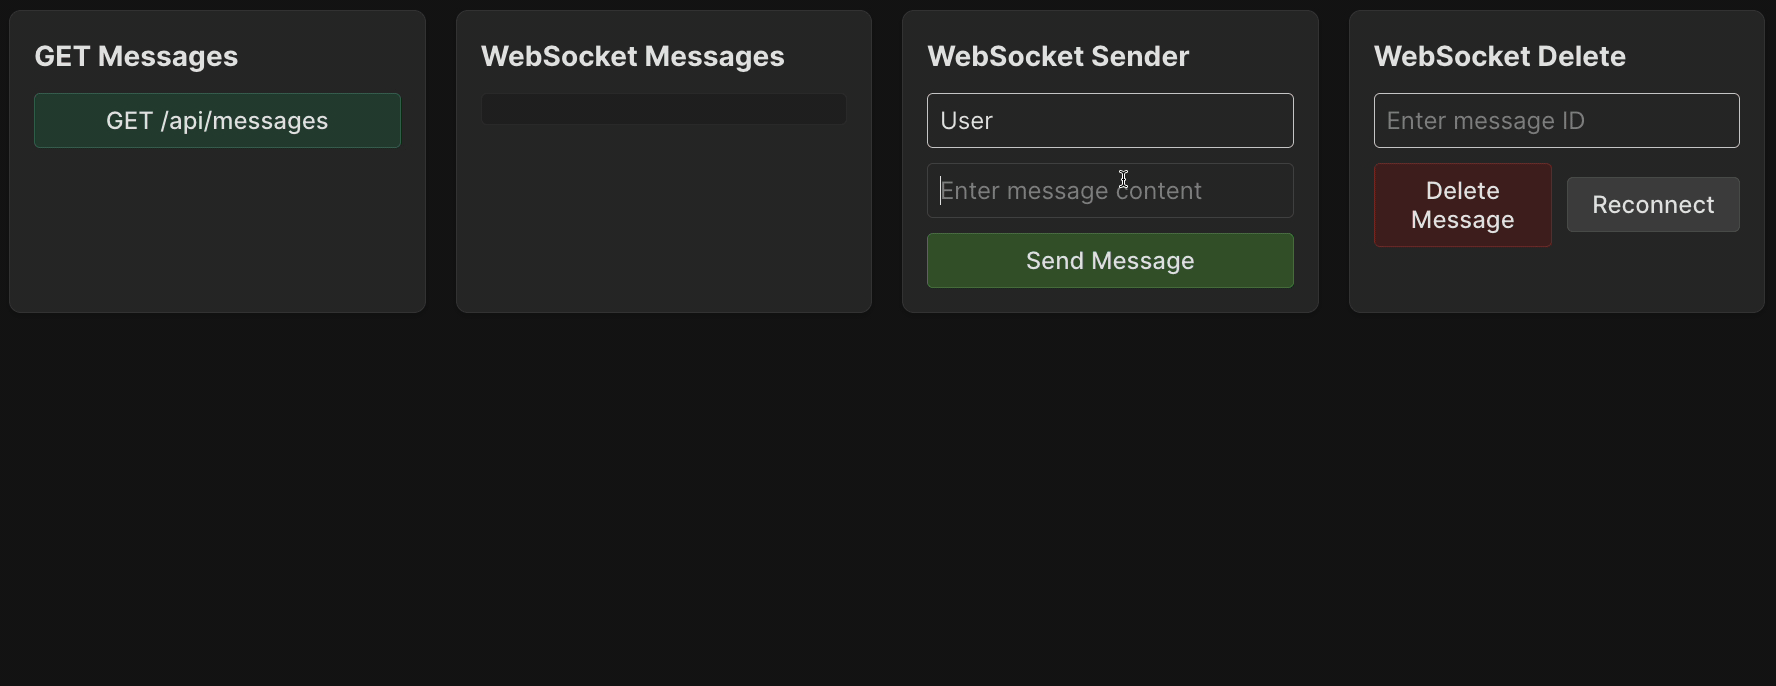 GET Messages
GET /api/messages
WebSocket Messages
WebSocket Sender
User
Enter message content
Send Message
WebSocket Delete
Enter message ID
Delete
Message
Reconnect